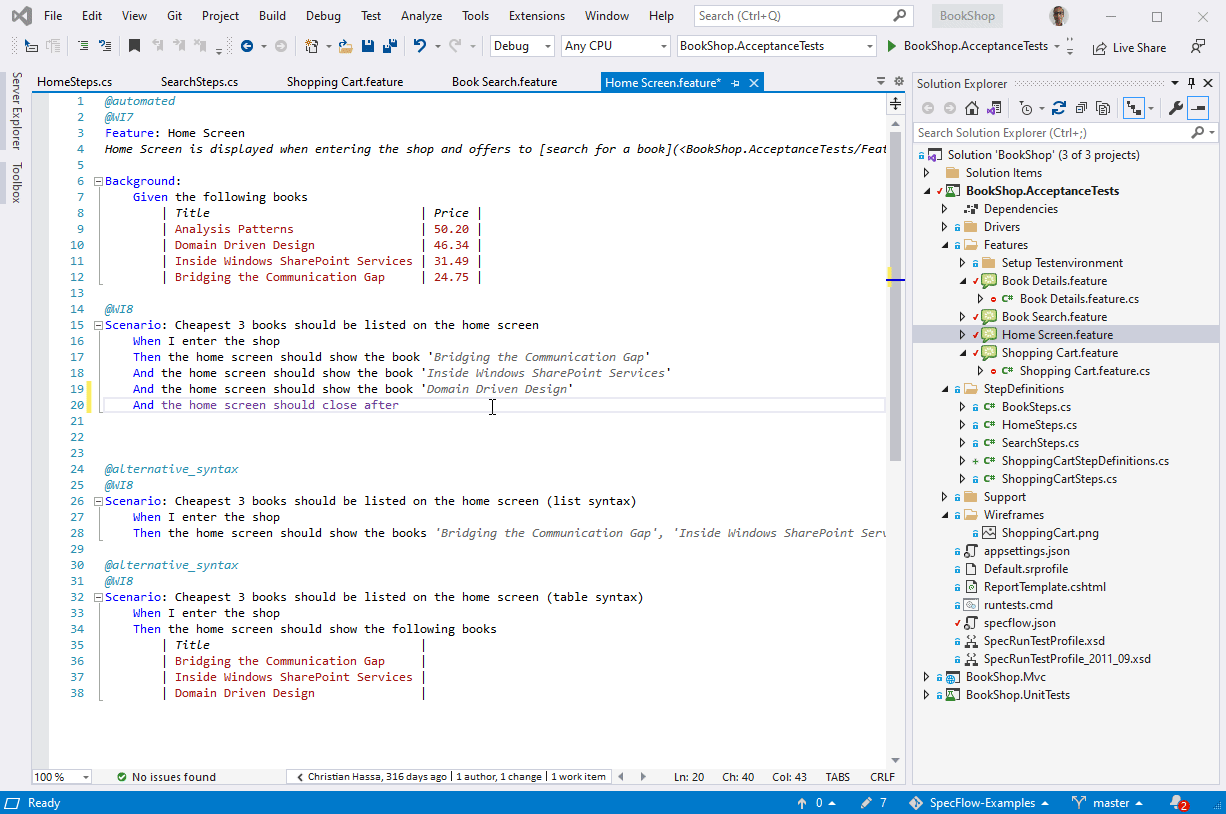 File Edit View Git Project Build Debug Test Analyze Tools Extensions Window Help Search (Ctrl+Q) BookShop
Debug Any CPU BookShop.AcceptanceTests BookShop.AcceptanceTests Live Share
Server Explorer
Toolbox
HomeSteps.cs SearchSteps.cs Shopping Cart.feature Book Search.feature Home Screen.feature*
1 @automated
2 @WI7
3 Feature: Home Screen
4 Home Screen is displayed when entering the shop and offers to [search for a book](<BookShop.AcceptanceTests/Feat
5
6 Background:
7 Given the following books
8 | Title | Price |
9 | Analysis Patterns | 50.20 |
10 | Domain Driven Design | 46.34 |
11 | Inside Windows SharePoint Services | 31.49 |
12 | Bridging the Communication Gap | 24.75 |
13
14 @WI8
15 Scenario: Cheapest 3 books should be listed on the home screen
16 When I enter the shop
17 Then the home screen should show the book 'Bridging the Communication Gap'
18 And the home screen should show the book 'Inside Windows SharePoint Services'
19 And the home screen should show the book 'Domain Driven Design'
20 And the home screen should close after
21
22
23
24 @alternative_syntax
25 @WI8
26 Scenario: Cheapest 3 books should be listed on the home screen (list syntax)
27 When I enter the shop
28 Then the home screen should show the books 'Bridging the Communication Gap', 'Inside Windows SharePoint Serv
29
30 @alternative_syntax
31 @WI8
32 Scenario: Cheapest 3 books should be listed on the home screen (table syntax)
33 When I enter the shop
34 Then the home screen should show the following books
35 | Title |
36 | Bridging the Communication Gap |
37 | Inside Windows SharePoint Services |
38 | Domain Driven Design |
100 % No issues found Christian Hassa, 316 days ago | 1 author, 1 change | 1 work item Ln: 20 Ch: 40 Col: 43 TABS CRLF
Solution Explorer
Search Solution Explorer (Ctrl+;)
Solution 'BookShop' (3 of 3 projects)
Solution Items
BookShop.AcceptanceTests
Dependencies
Drivers
Features
Setup Testenvironment
Book Details.feature
C# Book Details.feature.cs
Book Search.feature
Home Screen.feature
Shopping Cart.feature
C# Shopping Cart.feature.cs
StepDefinitions
C# BookSteps.cs
C# HomeSteps.cs
C# SearchSteps.cs
C# ShoppingCartStepDefinitions.cs
C# ShoppingCartSteps.cs
Support
Wireframes
ShoppingCart.png
appsettings.json
Default.srprofile
ReportTemplate.cshtml
runtests.cmd
specflow.json
SpecRunTestProfile.xsd
SpecRunTestProfile_2011_09.xsd
BookShop.Mvc
BookShop.UnitTests
Ready 0 7 SpecFlow-Examples master 2